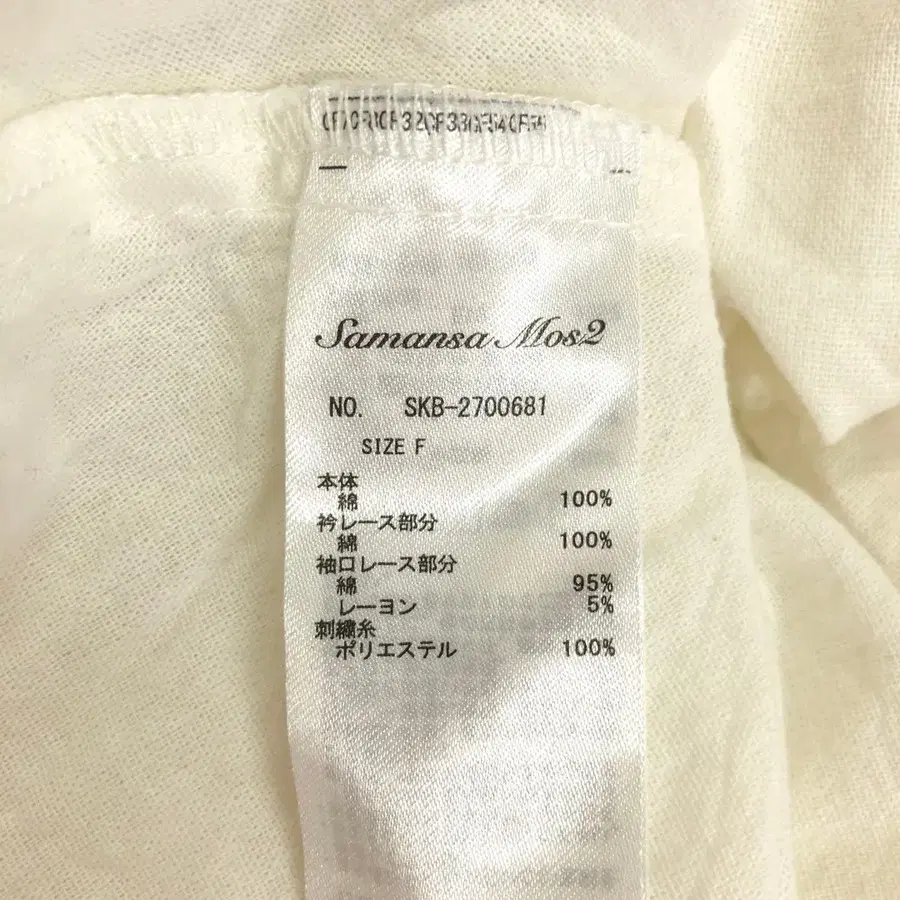 Samansa Mos2
NO. SKB-2700681
SIZE F
本体
綿 100%
衿レース部分
綿 100%
袖口レース部分
綿 95%
レーヨン 5%
刺繍糸
ポリエステル 100%